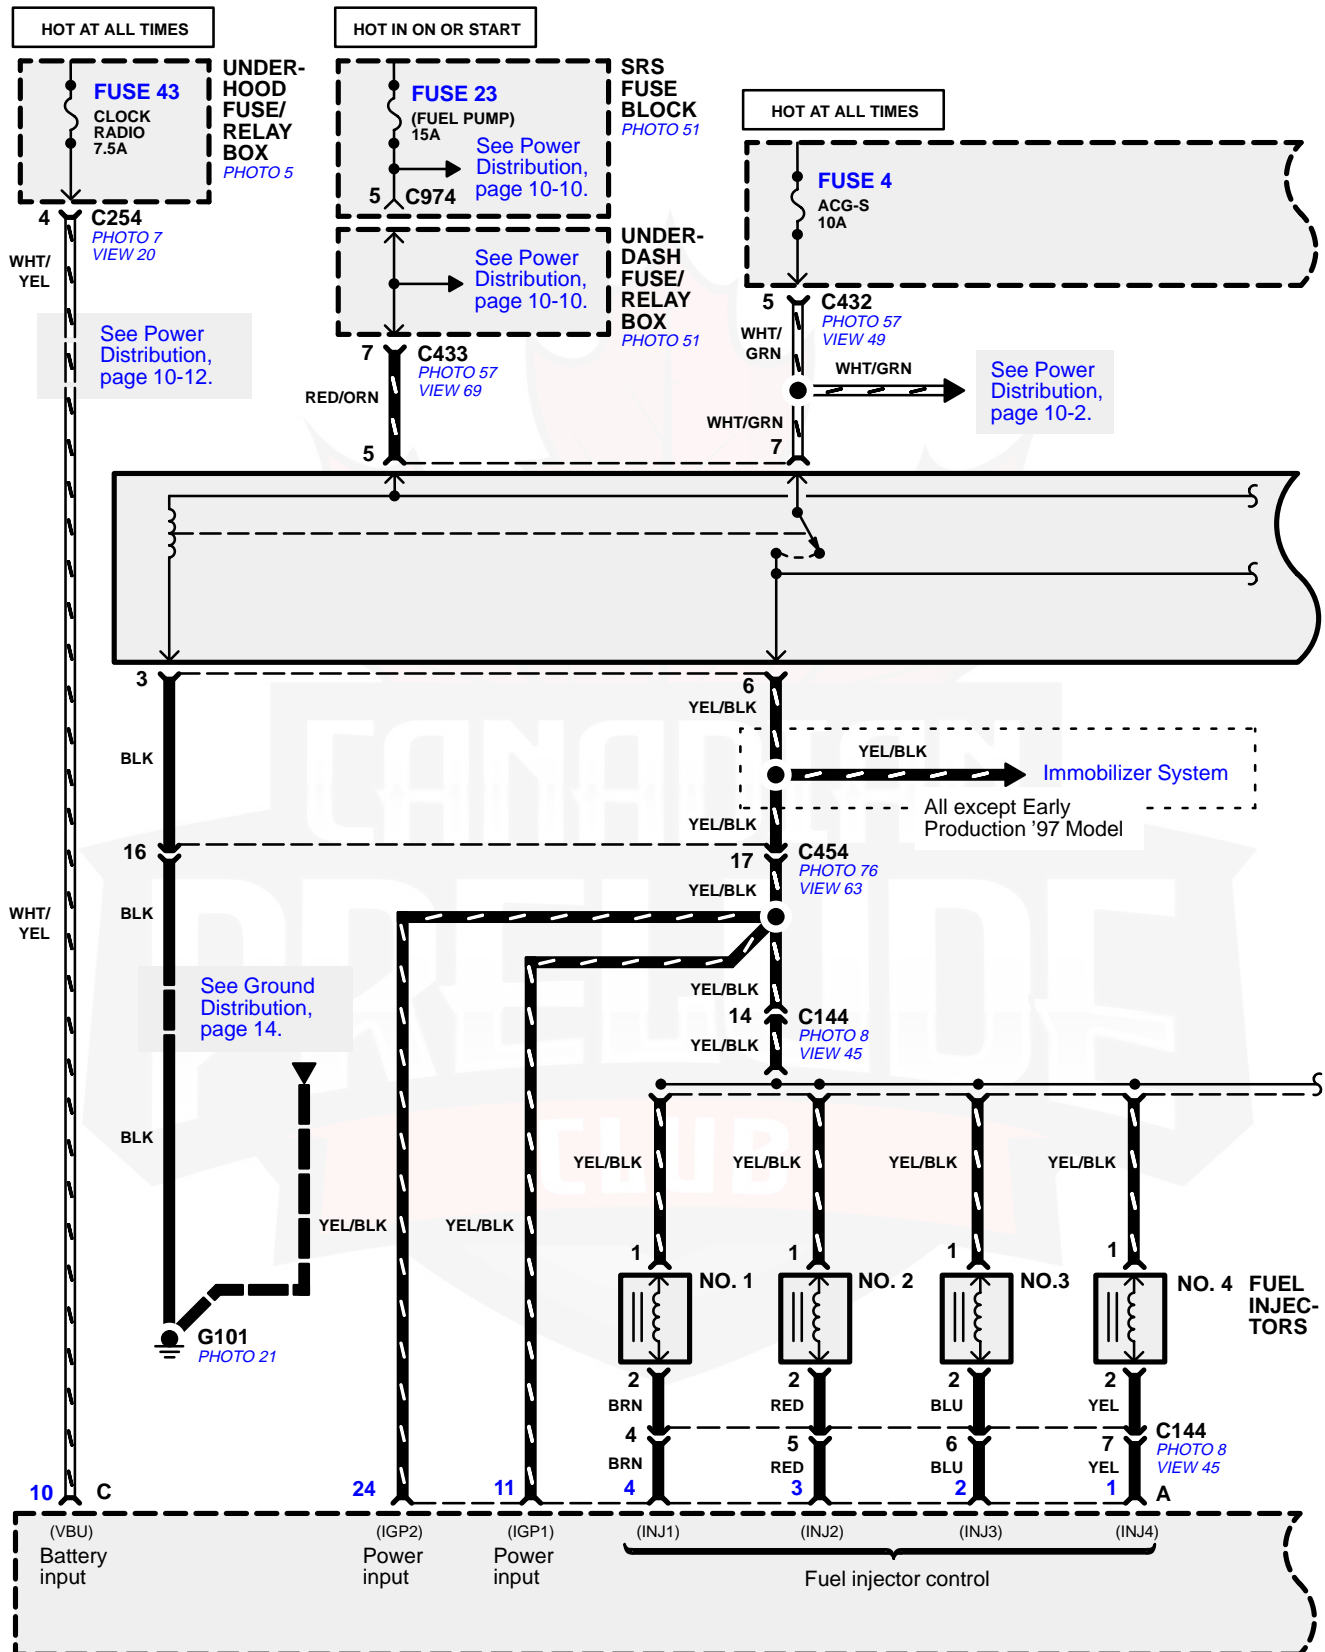 HOT AT ALL TIMES
FUSE 43
CLOCK
RADIO
7.5A
UNDER-
HOOD
FUSE/
RELAY
BOX
PHOTO 5
4
C254
PHOTO 7
VIEW 20
WHT/
YEL
See Power
Distribution,
page 10-12.
HOT IN ON OR START
FUSE 23
(FUEL PUMP)
15A
See Power
Distribution,
page 10-10.
5
C974
SRS
FUSE
BLOCK
PHOTO 51
See Power
Distribution,
page 10-10.
UNDER-
DASH
FUSE/
RELAY
BOX
PHOTO 51
7
C433
PHOTO 57
VIEW 69
RED/ORN
5
HOT AT ALL TIMES
FUSE 4
ACG-S
10A
5
C432
PHOTO 57
VIEW 49
WHT/
GRN
WHT/GRN
See Power
Distribution,
page 10-2.
WHT/GRN
7
3
6
YEL/BLK
BLK
YEL/BLK
Immobilizer System
All except Early
Production '97 Model
YEL/BLK
16
17
C454
PHOTO 76
VIEW 63
YEL/BLK
WHT/
YEL
BLK
See Ground
Distribution,
page 14.
YEL/BLK
14
C144
PHOTO 8
VIEW 45
YEL/BLK
BLK
YEL/BLK
YEL/BLK
YEL/BLK
YEL/BLK
YEL/BLK
YEL/BLK
1
1
1
1
NO. 1
NO. 2
NO.3
NO. 4
FUEL
INJEC-
TORS
G101
PHOTO 21
2
2
2
2
BRN
RED
BLU
YEL
4
5
6
7
C144
PHOTO 8
VIEW 45
BRN
RED
BLU
YEL
10
C
24
11
4
3
2
1
A
(VBU)
Battery
input
(IGP2)
Power
input
(IGP1)
Power
input
(INJ1)
(INJ2)
(INJ3)
(INJ4)
Fuel injector control
CANADIAN
PRELUDE
CLUB